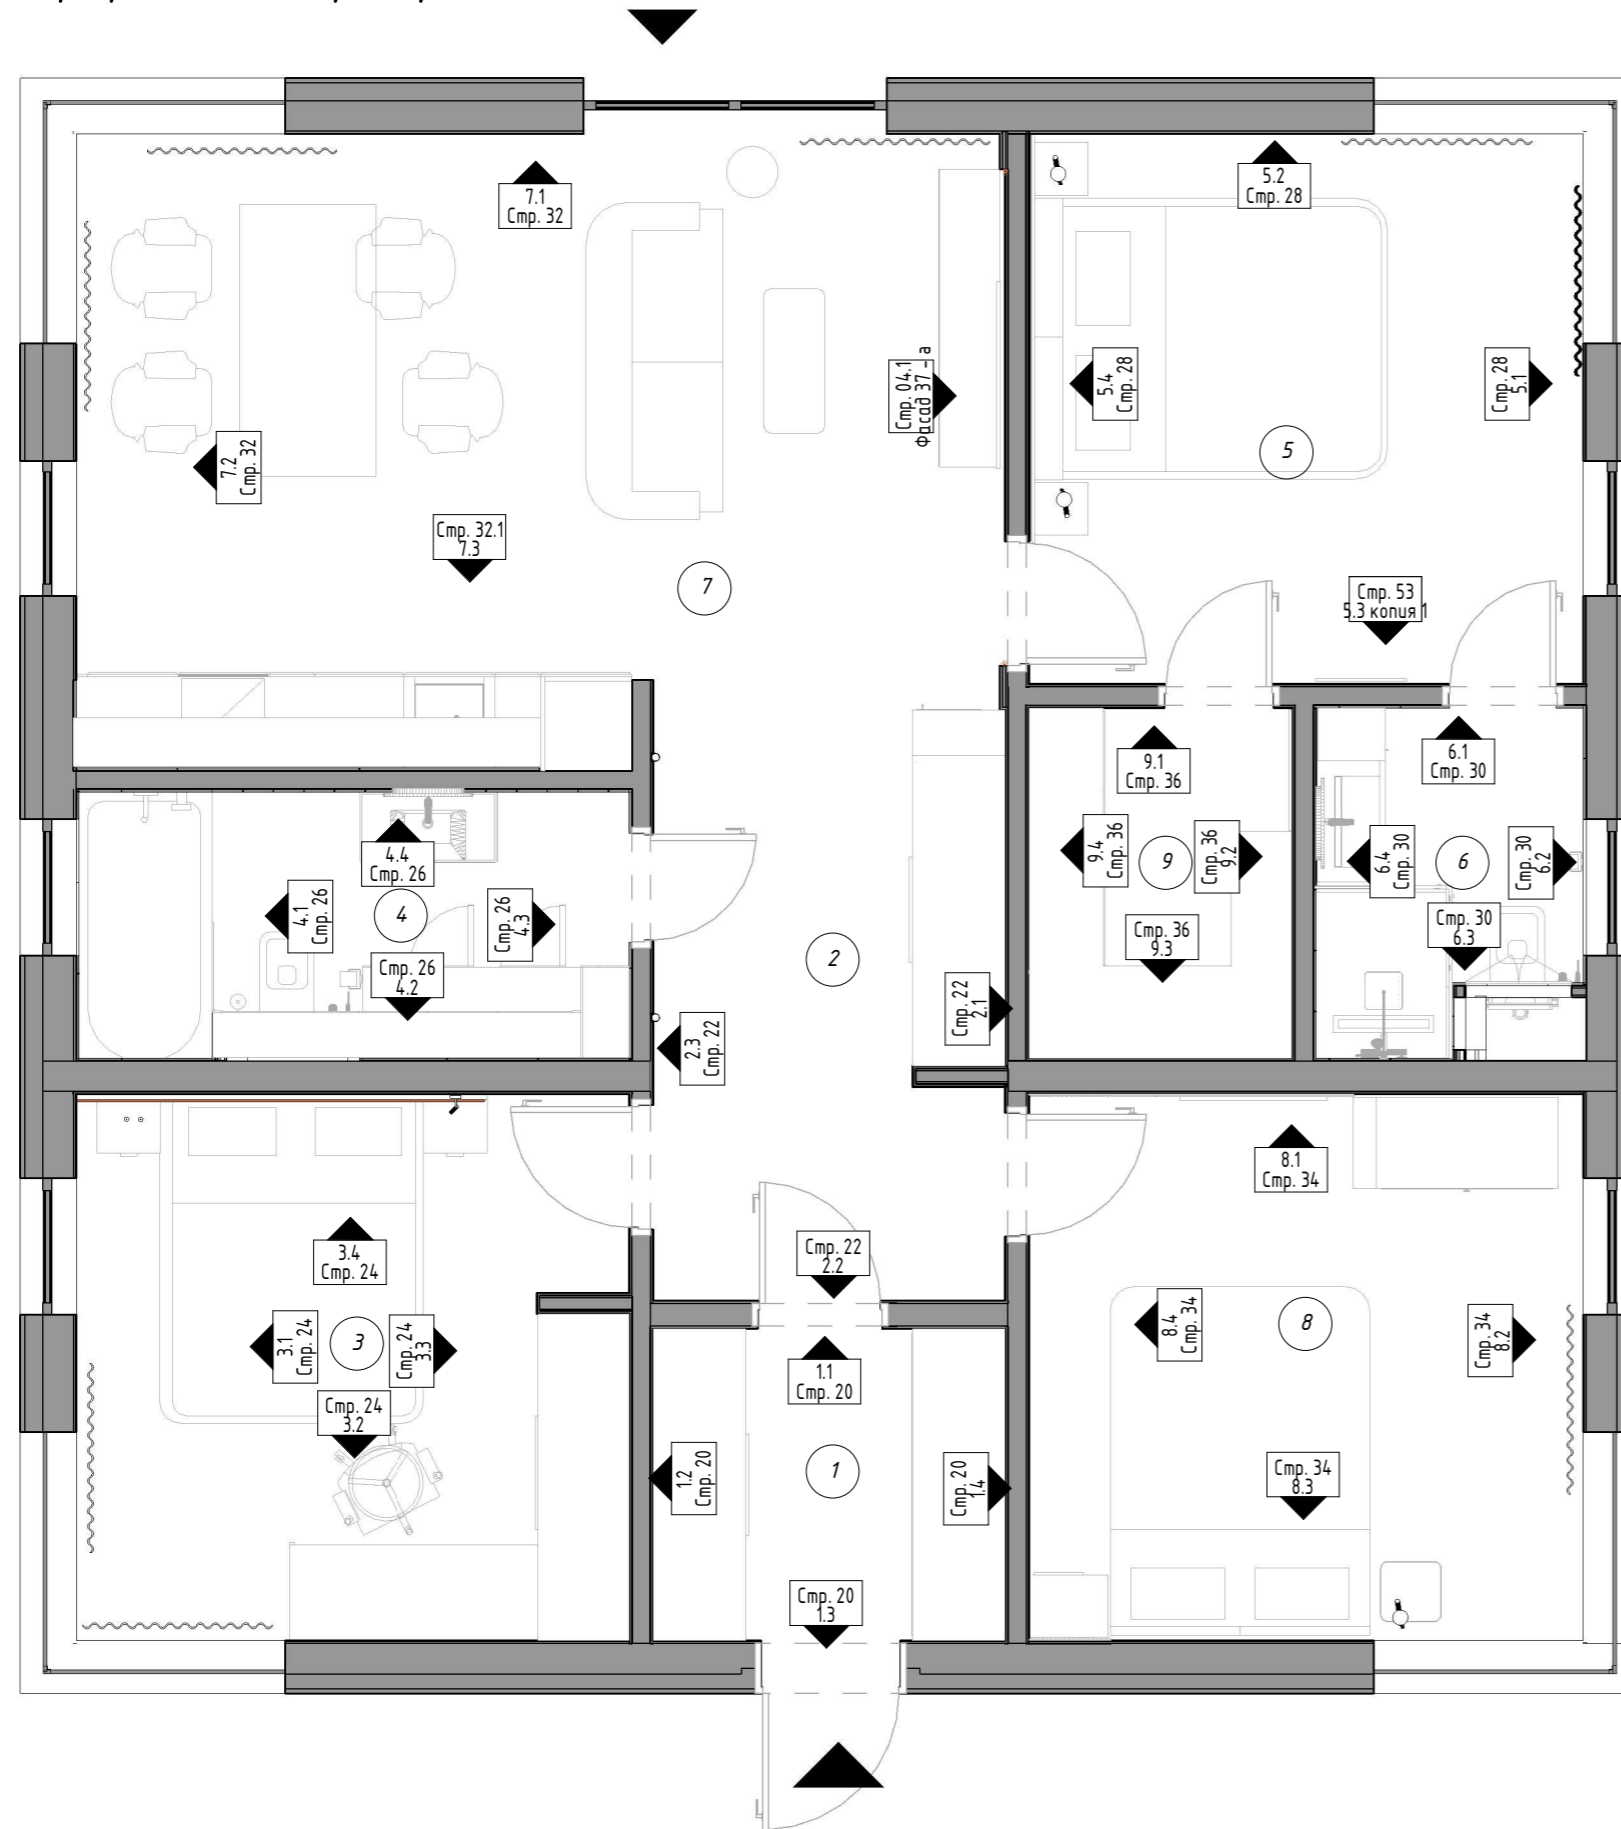 7.1
Стр. 32
5.2
Стр. 28
Стр. 04.1
Фасад 37 - а
5.4
Стр. 28
Стр. 28
5.1
5
7.2
Стр. 32
Стр. 32.1
7.3
7
Стр. 53
5.3 копия 1
9.1
Стр. 36
6.1
Стр. 30
4.4
Стр. 26
9.4
Стр. 36
9
Стр. 36
9.2
6.4
Стр. 30
6
Стр. 30
6.2
4.1
Стр. 26
4
Стр. 26
4.3
Стр. 36
9.3
Стр. 30
6.3
Стр. 26
4.2
2
Стр. 22
2.1
2.3
Стр. 22
8.1
Стр. 34
3.4
Стр. 24
Стр. 22
2.2
3.1
Стр. 24
3
Стр. 24
3.3
8.4
Стр. 34
8
Стр. 34
8.2
1.1
Стр. 20
Стр. 24
3.2
1.2
Стр. 20
1
Стр. 20
1.4
Стр. 34
8.3
Стр. 20
1.3